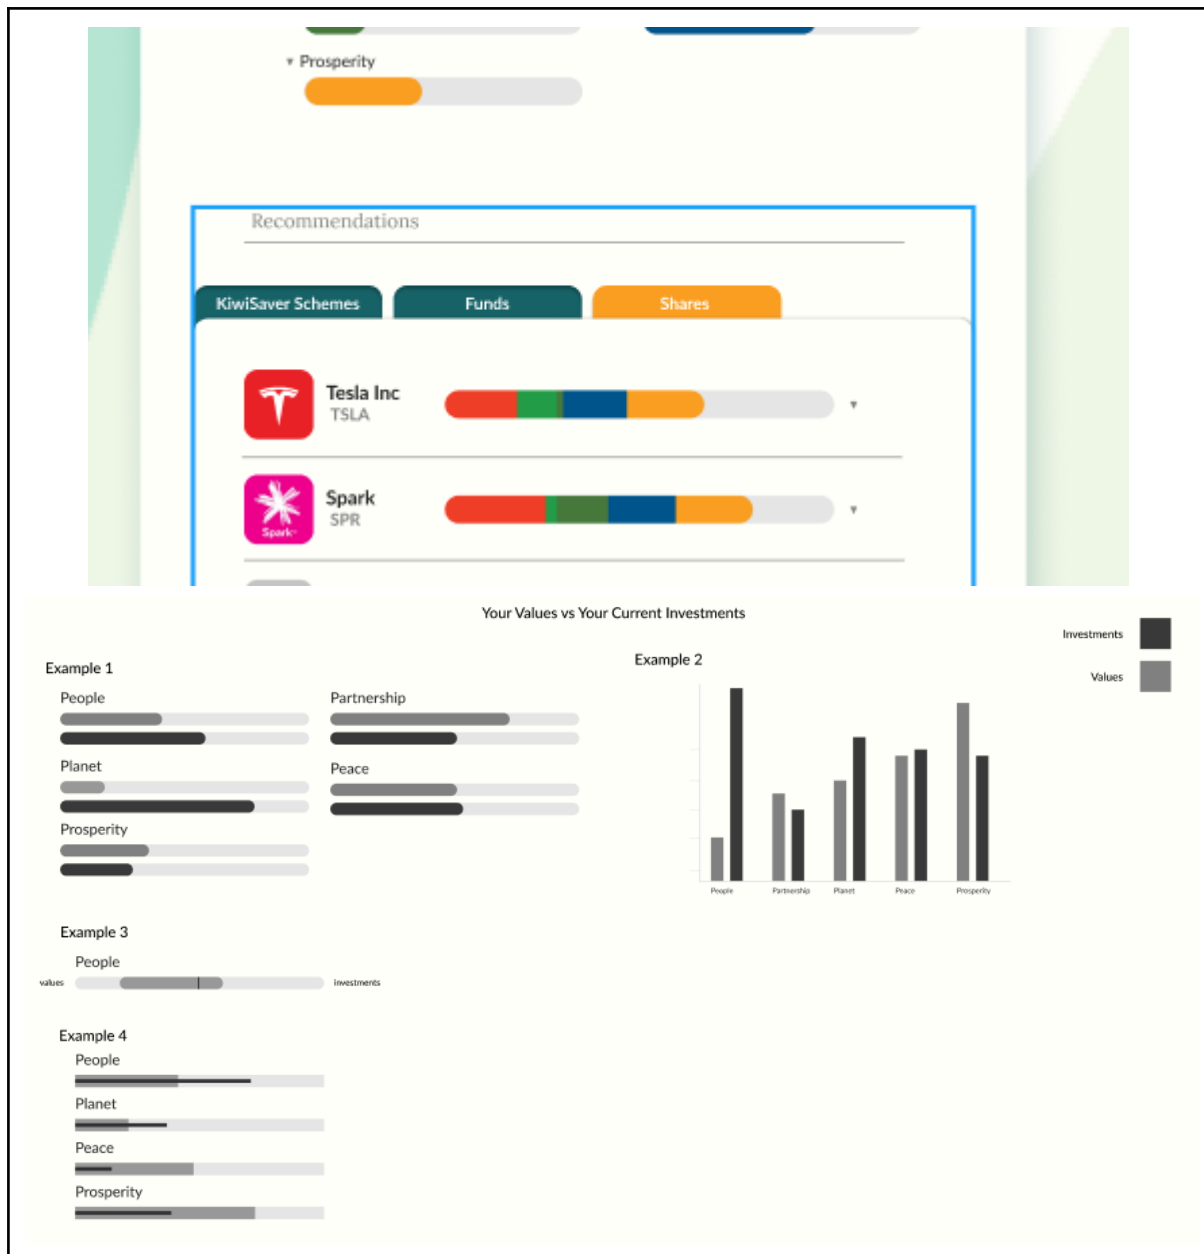 ▾ Prosperity
Recommendations
KiwiSaver Schemes
Funds
Shares
Tesla Inc
TSLA
Spark
SPR
Spark
Your Values vs Your Current Investments
Investments
Values
Example 1
People
Partnership
Planet
Peace
Prosperity
Example 2
People
Partnership
Planet
Peace
Prosperity
Example 3
People
values
investments
Example 4
People
Planet
Peace
Prosperity